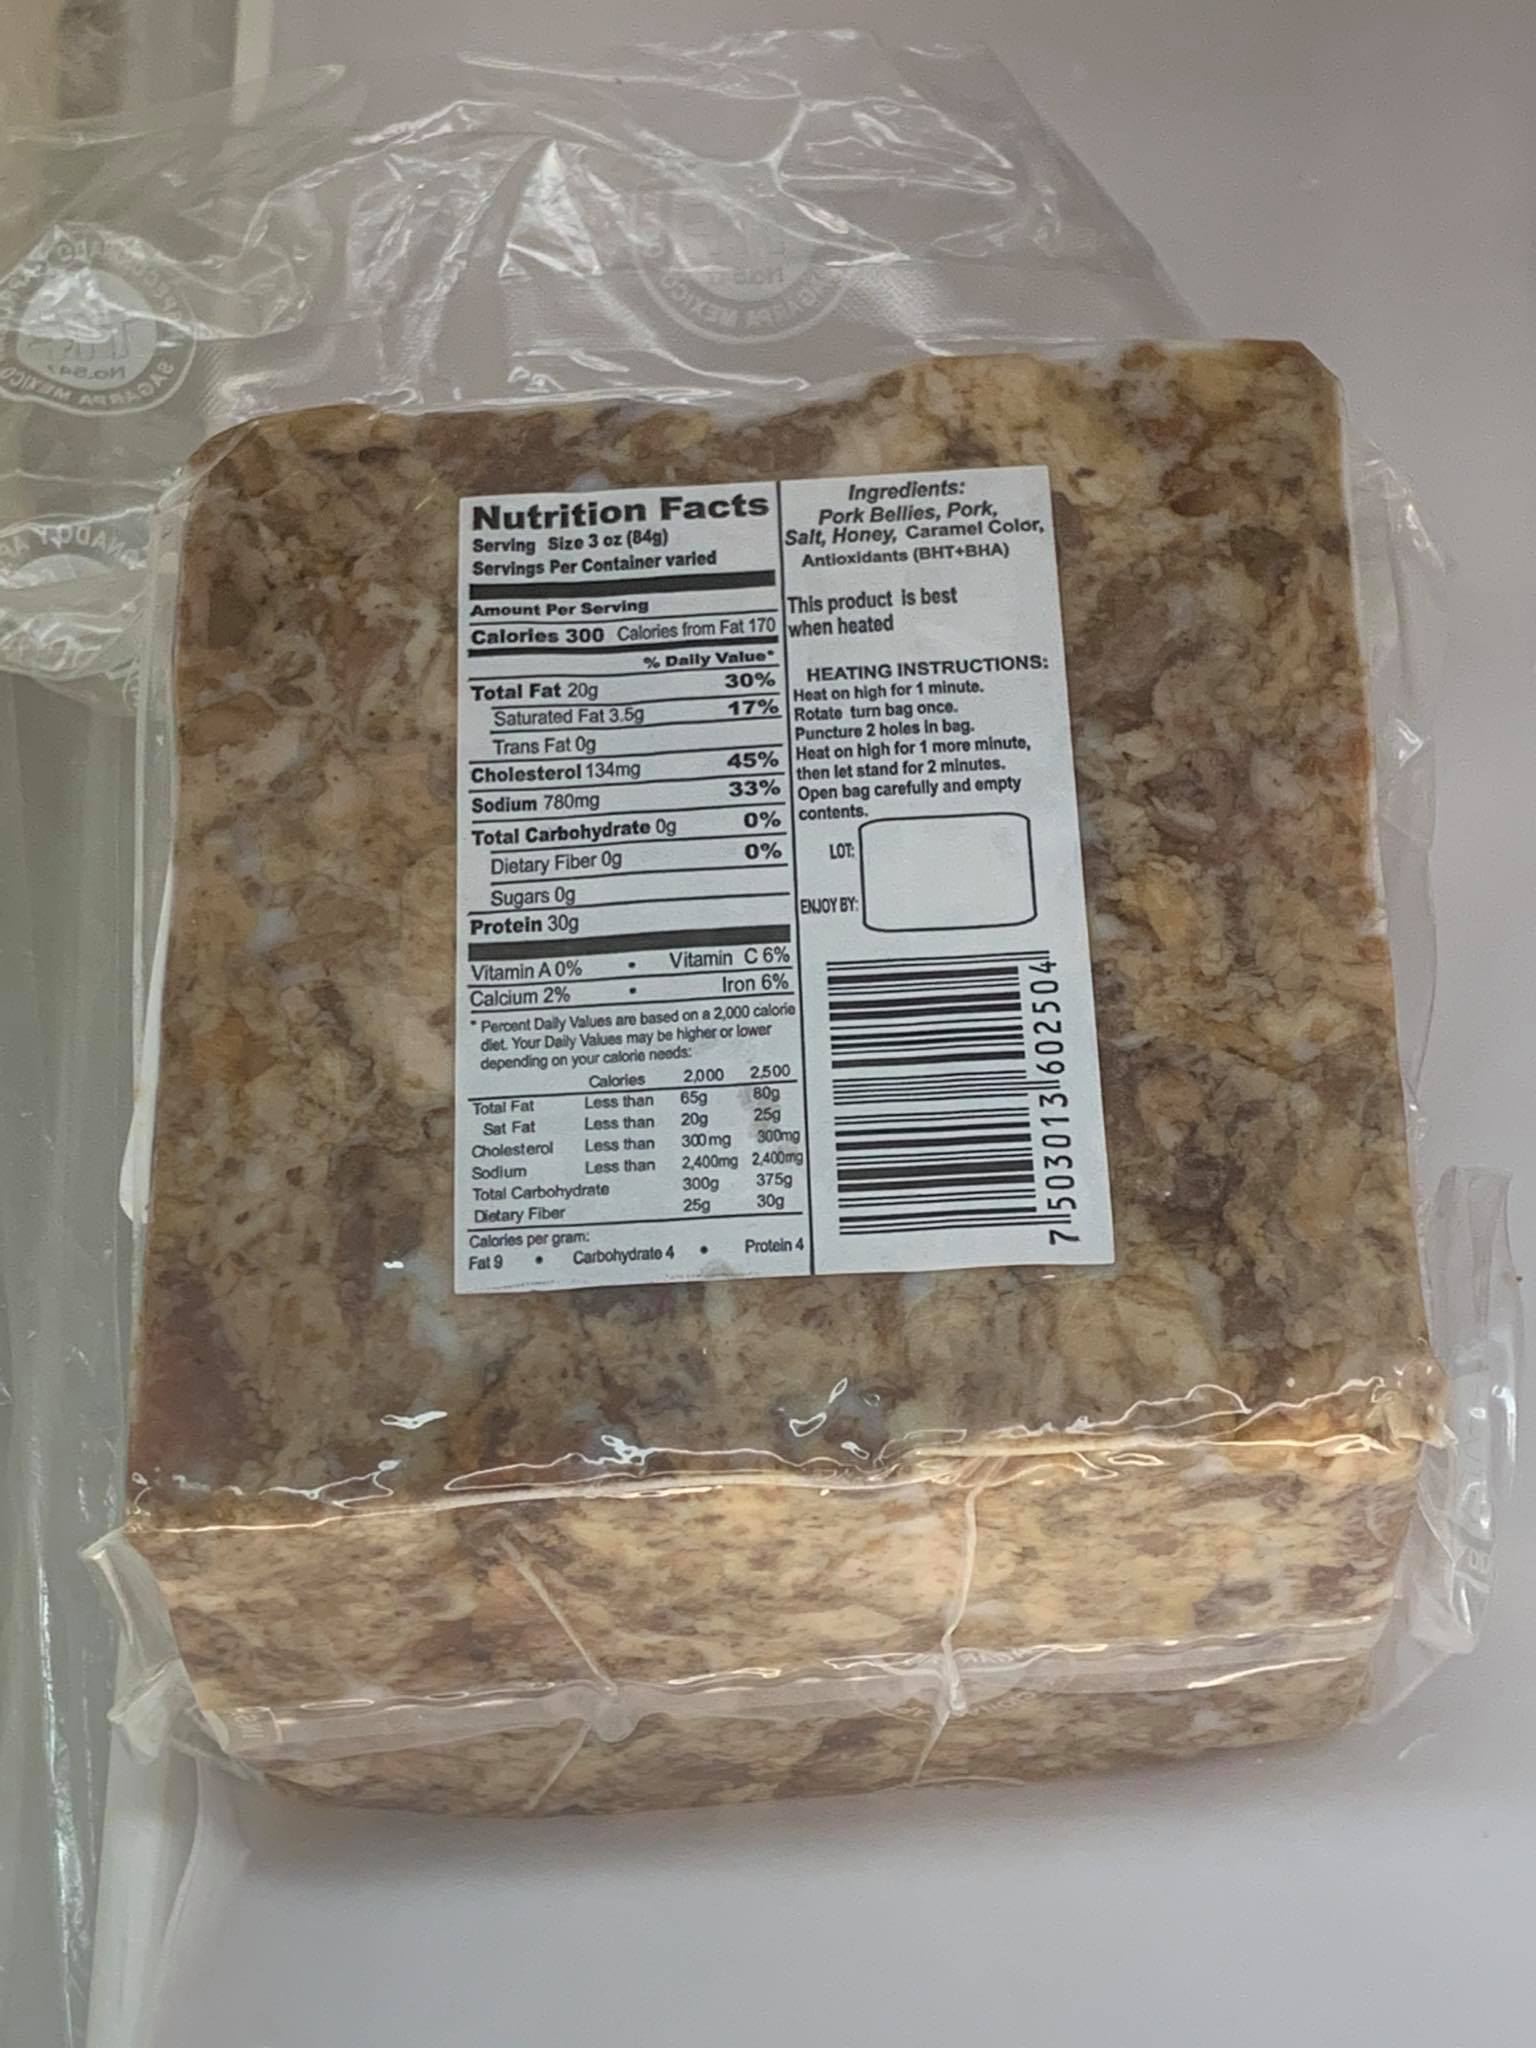 Nutrition Facts
Serving Size 3 oz (84g)
Servings Per Container varied
Amount Per Serving
Calories 300 Calories from Fat 170
% Daily Value*
Total Fat 20g 30%
Saturated Fat 3.5g 17%
Trans Fat 0g
Cholesterol 134mg 45%
Sodium 780mg 33%
Total Carbohydrate 0g 0%
Dietary Fiber 0g 0%
Sugars 0g
Protein 30g
Vitamin A 0% • Vitamin C 6%
Calcium 2% • Iron 6%
* Percent Daily Values are based on a 2,000 calorie
diet. Your Daily Values may be higher or lower
depending on your calorie needs:
Calories 2,000 2,500
Total Fat Less than 65g 80g
Sat Fat Less than 20g 25g
Cholesterol Less than 300mg 300mg
Sodium Less than 2,400mg 2,400mg
Total Carbohydrate 300g 375g
Dietary Fiber 25g 30g
Calories per gram:
Fat 9 • Carbohydrate 4 • Protein 4
Ingredients:
Pork Bellies, Pork,
Salt, Honey, Caramel Color,
Antioxidants (BHT+BHA)
This product is best
when heated
HEATING INSTRUCTIONS:
Heat on high for 1 minute.
Rotate turn bag once.
Puncture 2 holes in bag.
Heat on high for 1 more minute,
then let stand for 2 minutes.
Open bag carefully and empty
contents.
LOT:
ENJOY BY:
7503013602504
SAGARPA MEXICO